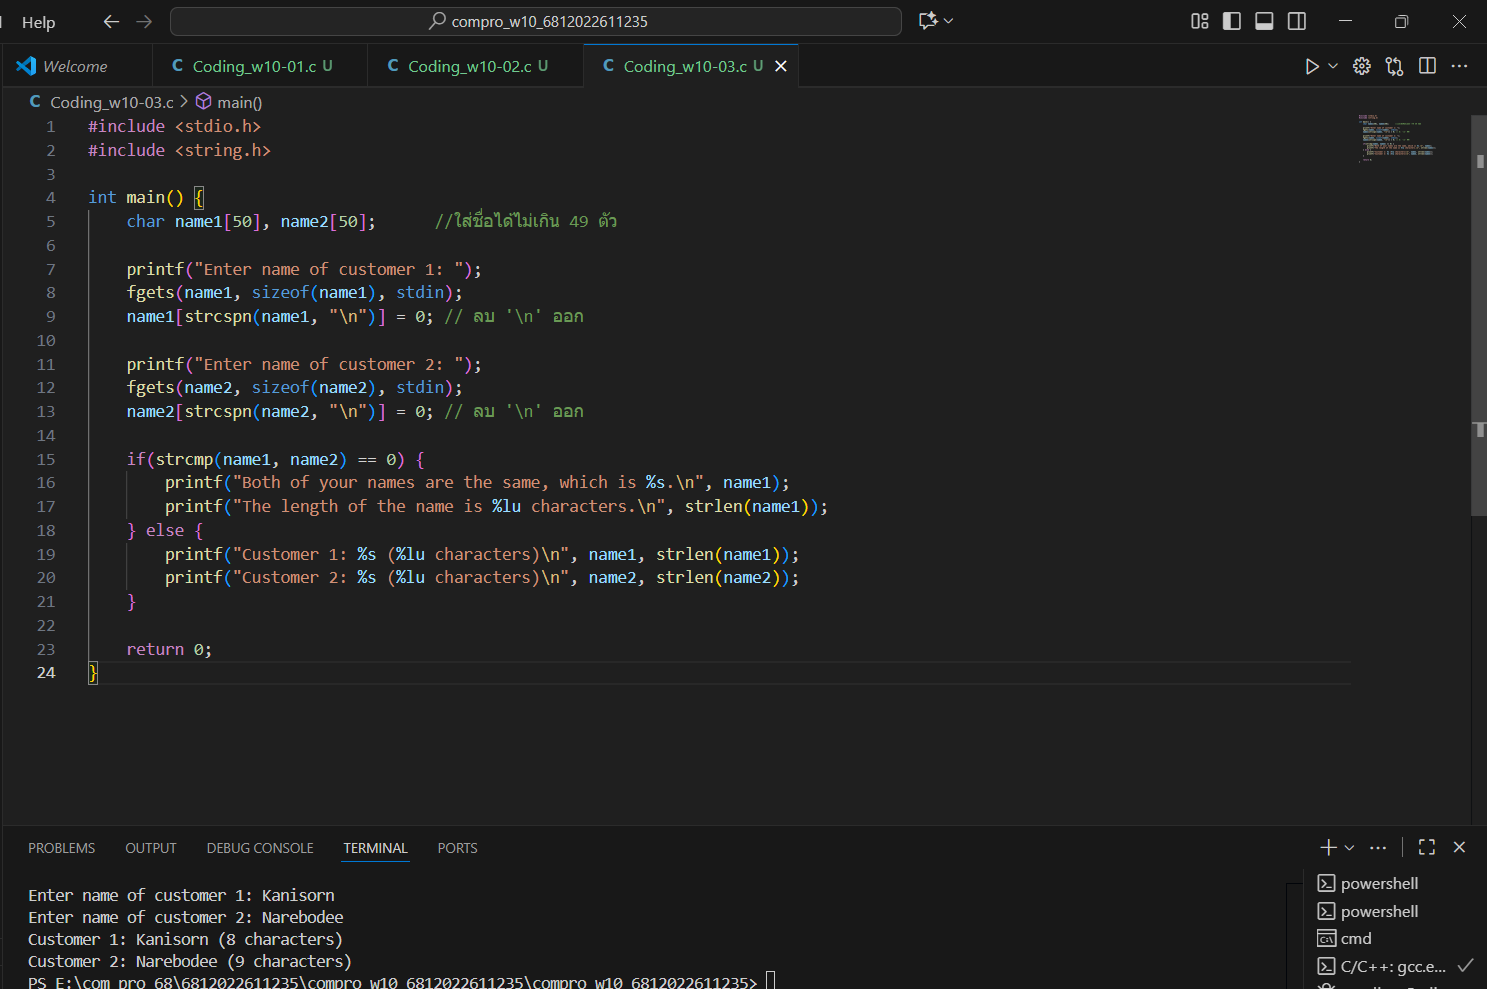 Help
compro_w10_6812022611235
Welcome
C Coding_w10-01.c U
C Coding_w10-02.c U
C Coding_w10-03.c U
C Coding_w10-03.c > main()
1 #include <stdio.h>
2 #include <string.h>
3
4 int main() {
5 char name1[50], name2[50]; //ใส่ชื่อได้ไม่เกิน 49 ตัว
6
7 printf("Enter name of customer 1: ");
8 fgets(name1, sizeof(name1), stdin);
9 name1[strcspn(name1, "\n")] = 0; // ลบ '\n' ออก
10
11 printf("Enter name of customer 2: ");
12 fgets(name2, sizeof(name2), stdin);
13 name2[strcspn(name2, "\n")] = 0; // ลบ '\n' ออก
14
15 if(strcmp(name1, name2) == 0) {
16 printf("Both of your names are the same, which is %s.\n", name1);
17 printf("The length of the name is %lu characters.\n", strlen(name1));
18 } else {
19 printf("Customer 1: %s (%lu characters)\n", name1, strlen(name1));
20 printf("Customer 2: %s (%lu characters)\n", name2, strlen(name2));
21 }
22
23 return 0;
24 }
PROBLEMS OUTPUT DEBUG CONSOLE TERMINAL PORTS
Enter name of customer 1: Kanisorn
Enter name of customer 2: Narebodee
Customer 1: Kanisorn (8 characters)
Customer 2: Narebodee (9 characters)
PS E:\com pro 68\6812022611235\compro w10 6812022611235\compro w10 6812022611235>
powershell
powershell
cmd
C/C++: gcc.e...